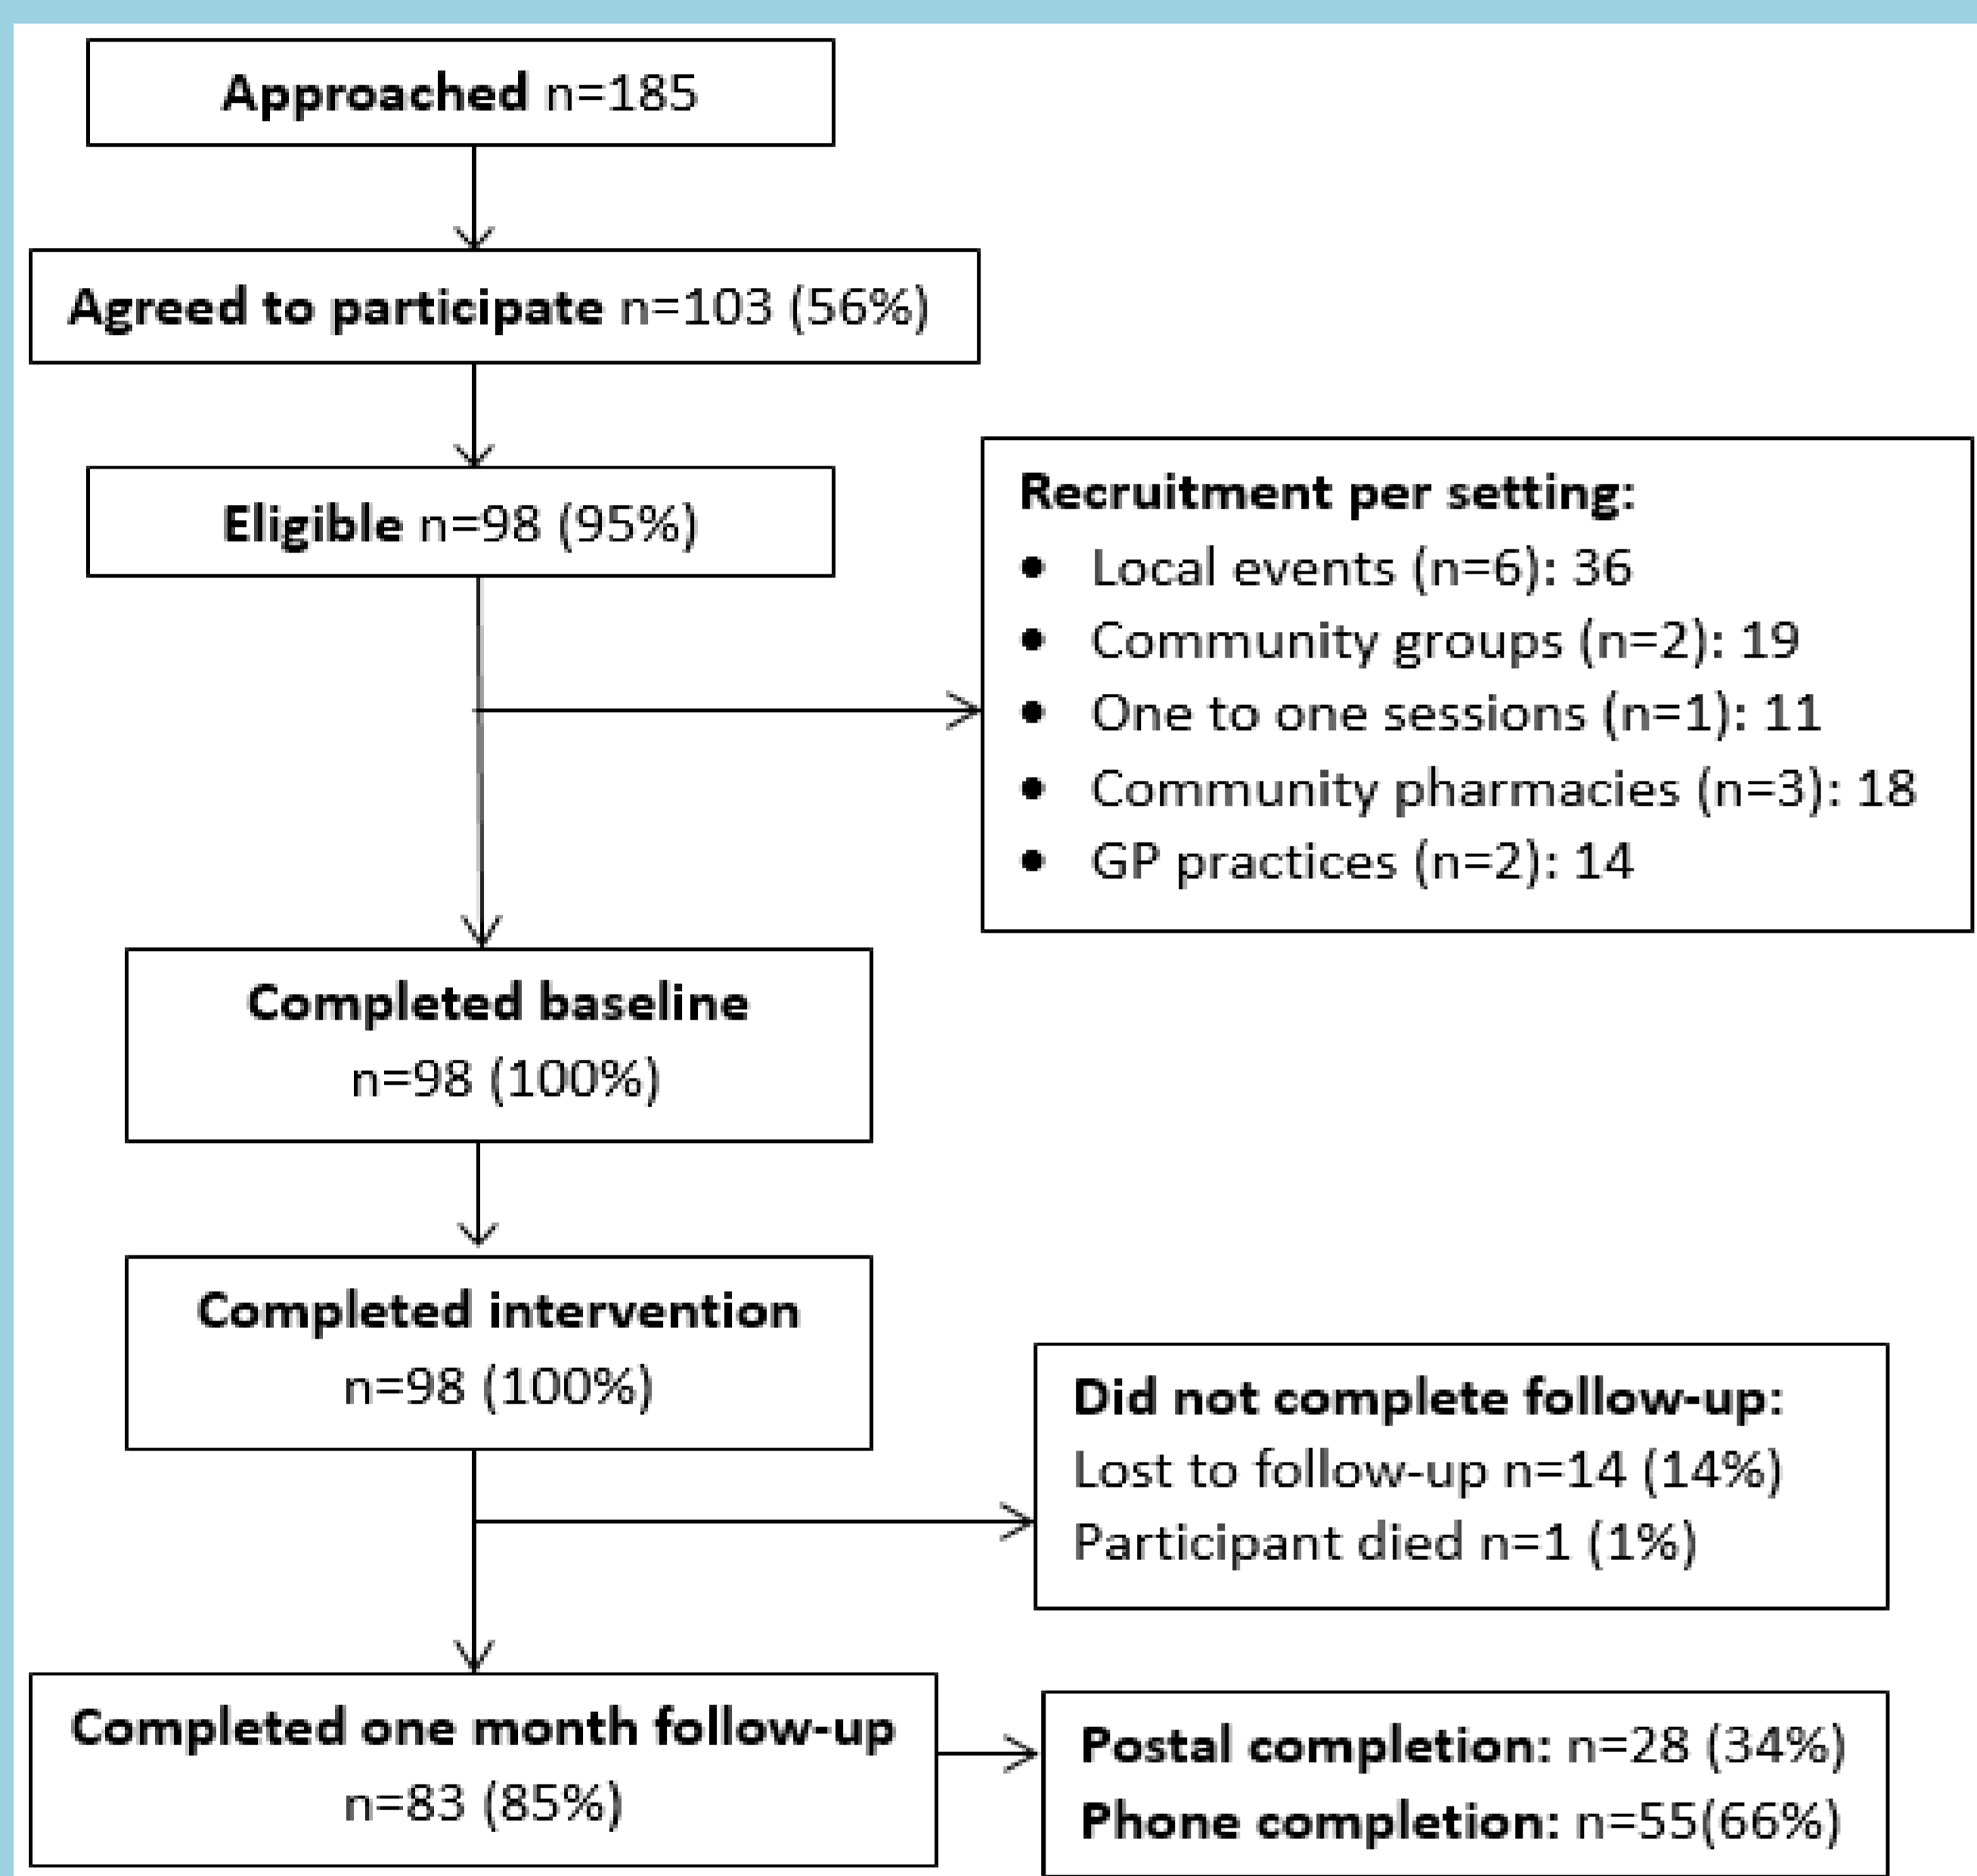 Approached n=185
Agreed to participate n=103 (56%)
Eligible n=98 (95%)
Recruitment per setting:
• Local events (n=6): 36
• Community groups (n=2): 19
• One to one sessions (n=1): 11
• Community pharmacies (n=3): 18
• GP practices (n=2): 14
Completed baseline
n=98 (100%)
Completed intervention
n=98 (100%)
Did not complete follow-up:
Lost to follow-up n=14 (14%)
Participant died n=1 (1%)
Completed one month follow-up
n=83 (85%)
Postal completion: n=28 (34%)
Phone completion: n=55(66%)